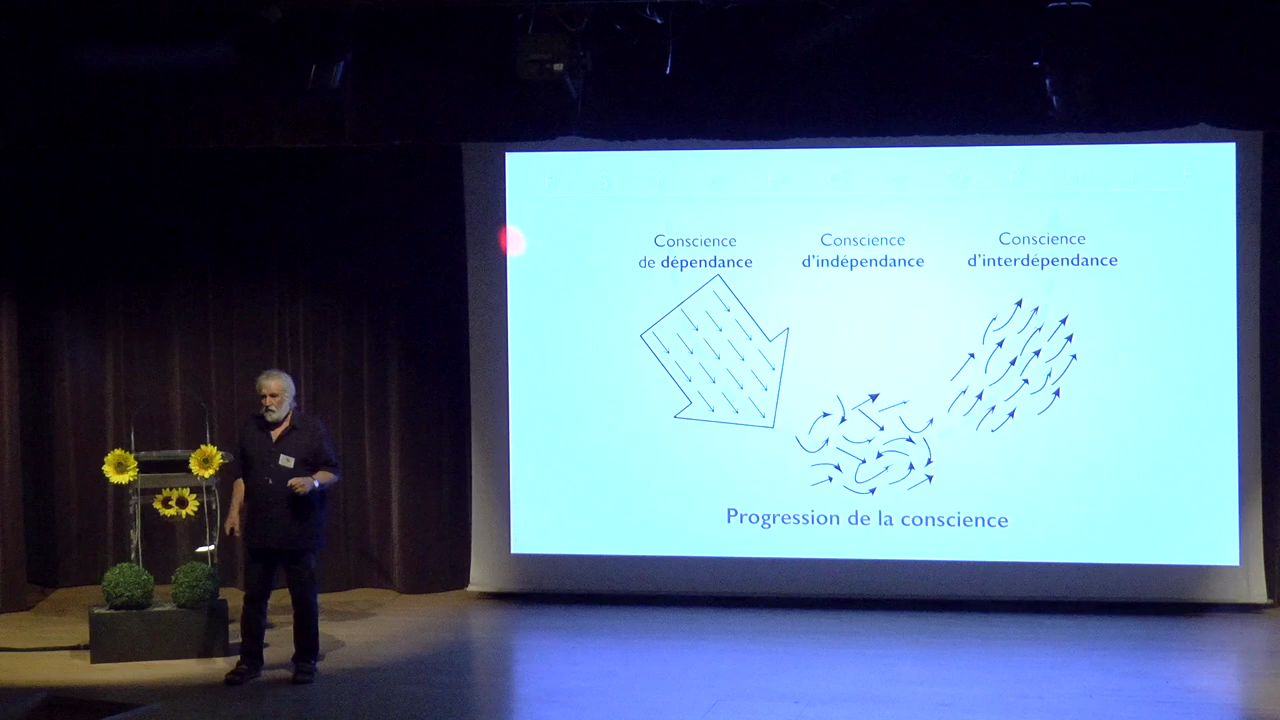 Conscience
de dépendance
Conscience
d'indépendance
Conscience
d'interdépendance
Progression de la conscience